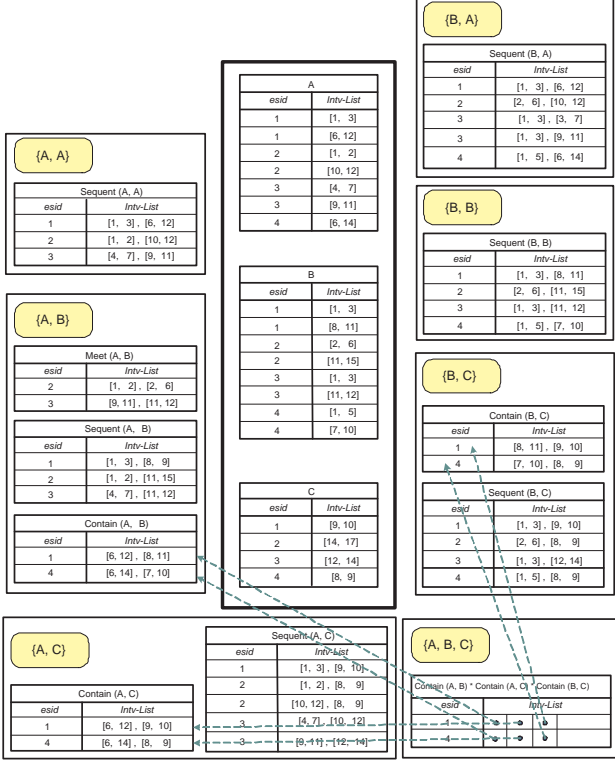 {B, A}
Sequent (B, A)
esid Intv-List
1 [1, 3] , [6, 12]
2 [2, 6] , [10, 12]
3 [1, 3] , [3, 7]
3 [1, 3] , [9, 11]
4 [1, 5] , [6, 14]
A
esid Intv-List
1 [1, 3]
1 [6, 12]
2 [1, 2]
2 [10, 12]
3 [4, 7]
3 [9, 11]
4 [6, 14]
{A, A}
Sequent (A, A)
esid Intv-List
1 [1, 3] , [6, 12]
2 [1, 2] , [10, 12]
3 [4, 7] , [9, 11]
{B, B}
Sequent (B, B)
esid Intv-List
1 [1, 3] , [8, 11]
2 [2, 6] , [11, 15]
3 [1, 3] , [11, 12]
4 [1, 5] , [7, 10]
B
esid Intv-List
1 [1, 3]
1 [8, 11]
2 [2, 6]
2 [11, 15]
3 [1, 3]
3 [11, 12]
4 [1, 5]
4 [7, 10]
{A, B}
Meet (A, B)
esid Intv-List
2 [1, 2] , [2, 6]
3 [9, 11] , [11, 12]
Sequent (A, B)
esid Intv-List
1 [1, 3] , [8, 9]
2 [1, 2] , [11, 15]
3 [4, 7] , [11, 12]
Contain (A, B)
esid Intv-List
1 [6, 12] , [8, 11]
4 [6, 14] , [7, 10]
{B, C}
Contain (B, C)
esid Intv-List
1 [8, 11] , [9, 10]
4 [7, 10] , [8, 9]
Sequent (B, C)
esid Intv-List
1 [1, 3] , [9, 10]
2 [2, 6] , [8, 9]
3 [1, 3] , [12, 14]
4 [1, 5] , [8, 9]
C
esid Intv-List
1 [9, 10]
2 [14, 17]
3 [12, 14]
4 [8, 9]
{A, C}
Contain (A, C)
esid Intv-List
1 [6, 12] , [9, 10]
4 [6, 14] , [8, 9]
Sequent (A, C)
esid Intv-List
1 [1, 3] , [9, 10]
2 [1, 2] , [8, 9]
2 [10, 12] , [8, 9]
3 [4, 7] , [10, 12]
3 [9, 11] , [12, 14]
{A, B, C}
Contain (A, B) * Contain (A, C) * Contain (B, C)
esid Intv-List
1
4